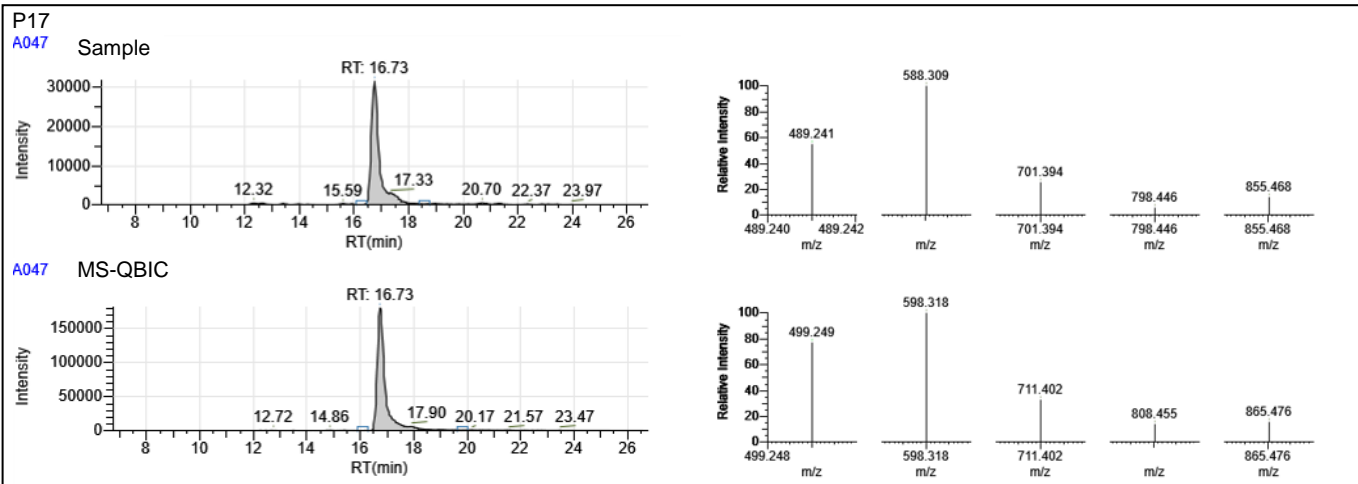 P17
A047 Sample
RT: 16.73
Intensity
30000
20000
10000
0
12.32 15.59 17.33 20.70 22.37 23.97
8 10 12 14 16 18 20 22 24 26
RT(min)
Relative Intensity
100
80
60
40
20
0
489.241
588.309
701.394
798.446
855.468
489.240 489.242 701.394 798.446 855.468
m/z m/z m/z m/z m/z
A047 MS-QBIC
RT: 16.73
Intensity
150000
100000
50000
0
12.72 14.86 17.90 20.17 21.57 23.47
8 10 12 14 16 18 20 22 24 26
RT(min)
Relative Intensity
100
80
60
40
20
0
499.249
598.318
711.402
808.455
865.476
499.248 598.318 711.402 865.476
m/z m/z m/z m/z m/z